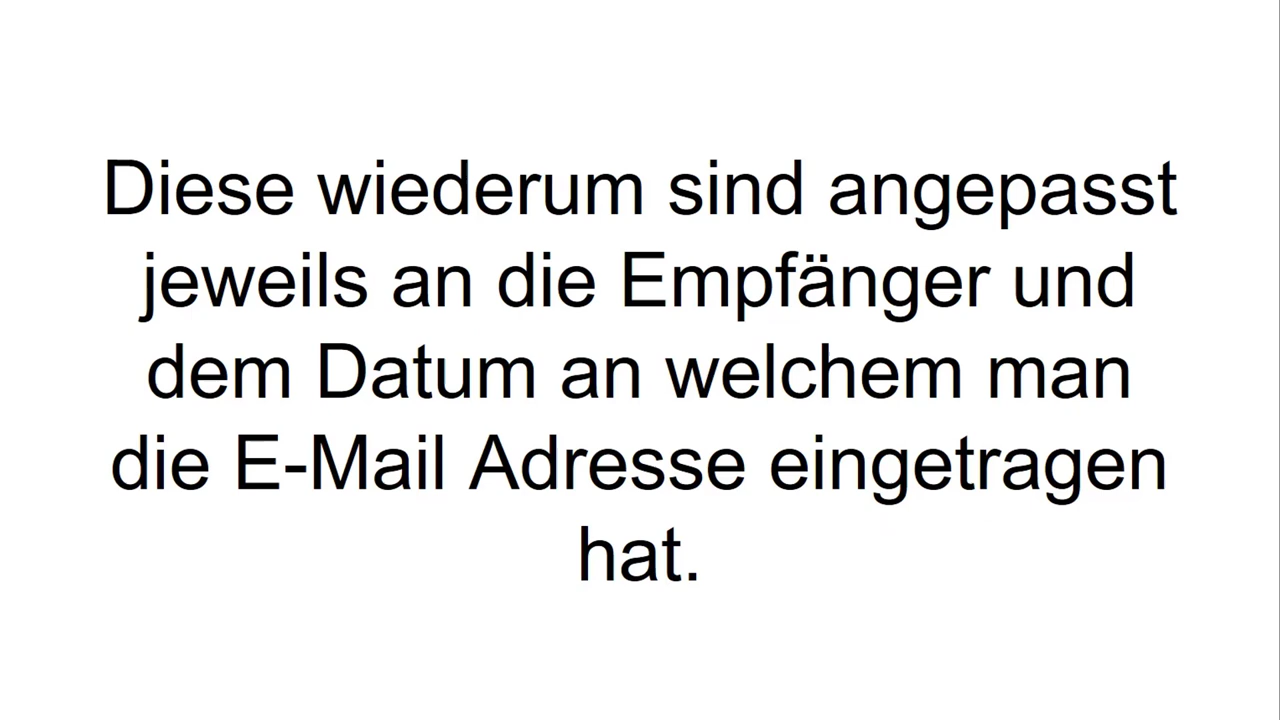 Diese wiederum sind angepasst
jeweils an die Empfänger und
dem Datum an welchem man
die E-Mail Adresse eingetragen
hat.